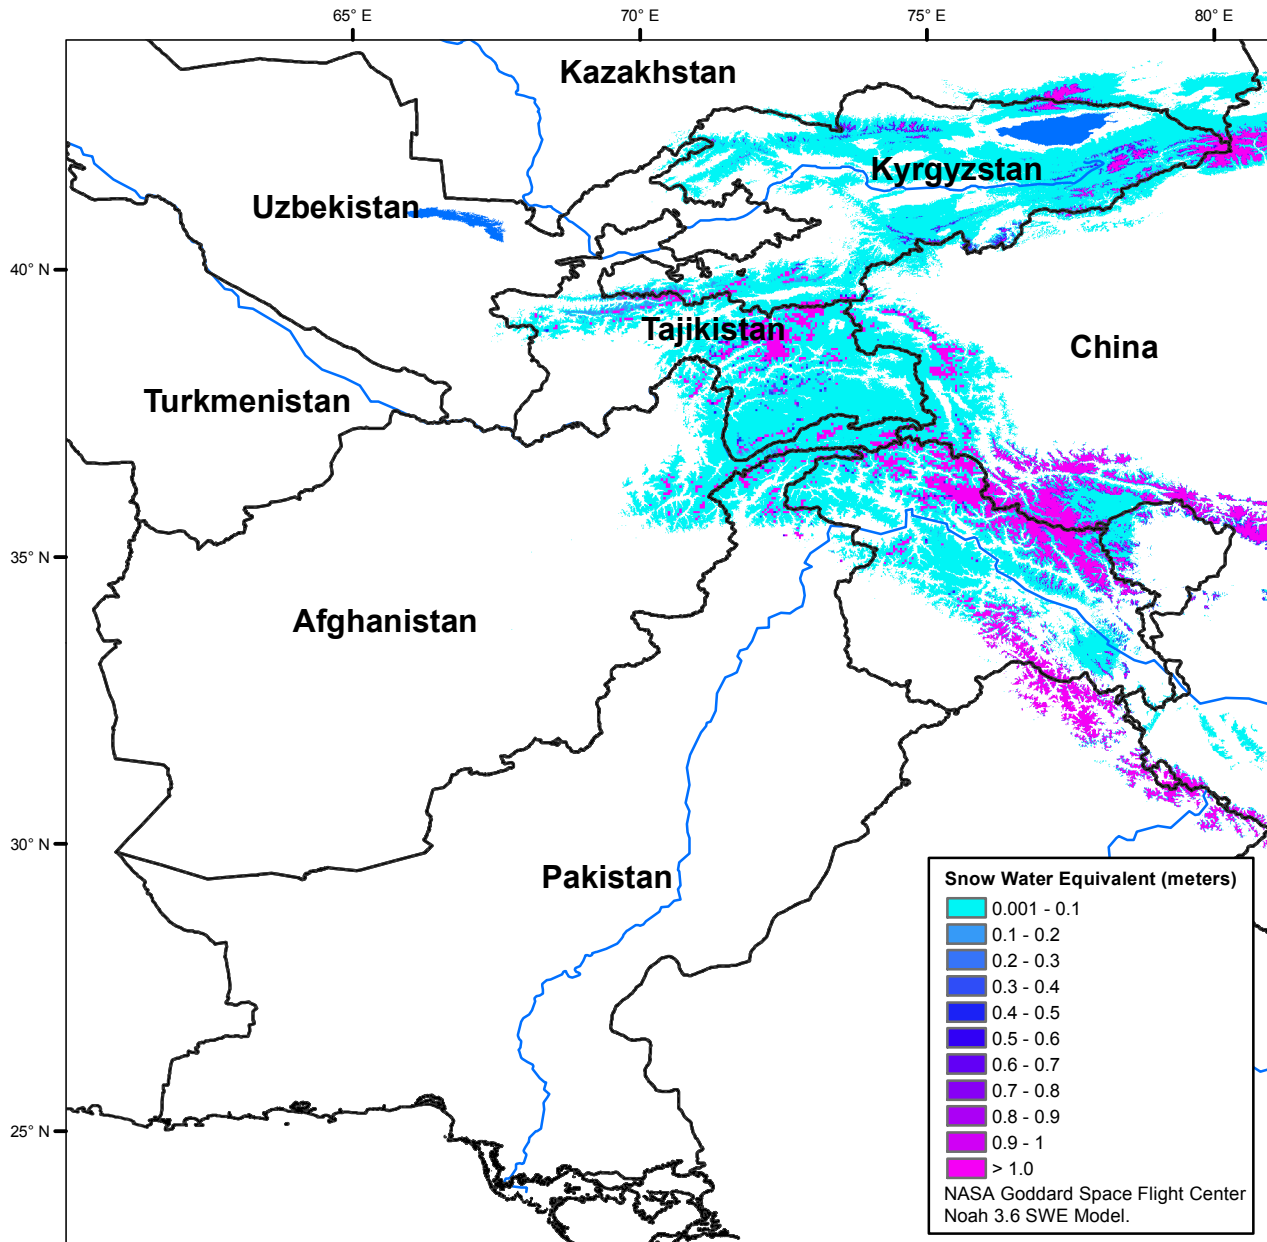 65° E
70° E
75° E
80° E
Kazakhstan
Kyrgyzstan
Uzbekistan
40° N
Tajikistan
China
Turkmenistan
35° N
Afghanistan
30° N
Pakistan
Snow Water Equivalent (meters)
0.001 - 0.1
0.1 - 0.2
0.2 - 0.3
0.3 - 0.4
0.4 - 0.5
0.5 - 0.6
0.6 - 0.7
0.7 - 0.8
0.8 - 0.9
0.9 - 1
> 1.0
25° N
NASA Goddard Space Flight Center
Noah 3.6 SWE Model.